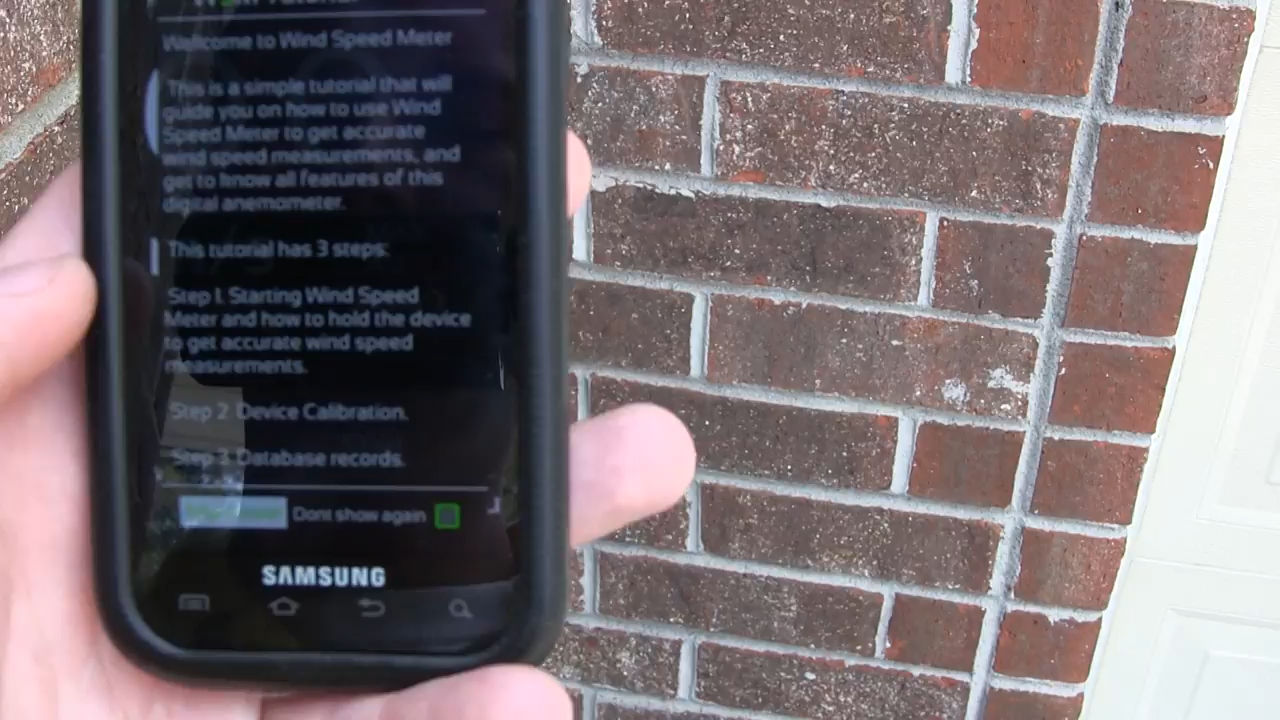 Tutorial
Wellcome to Wind Speed Meter
This is a simple tutorial that will
guide you on how to use Wind
Speed Meter to get accurate
wind speed measurements, and
get to know all features of this
digital anemometer.
This tutorial has 3 steps:
Step 1. Starting Wind Speed
Meter and how to hold the device
to get accurate wind speed
measurements.
Step 2. Device Calibration.
Step 3. Database records.
Dont show again
SAMSUNG